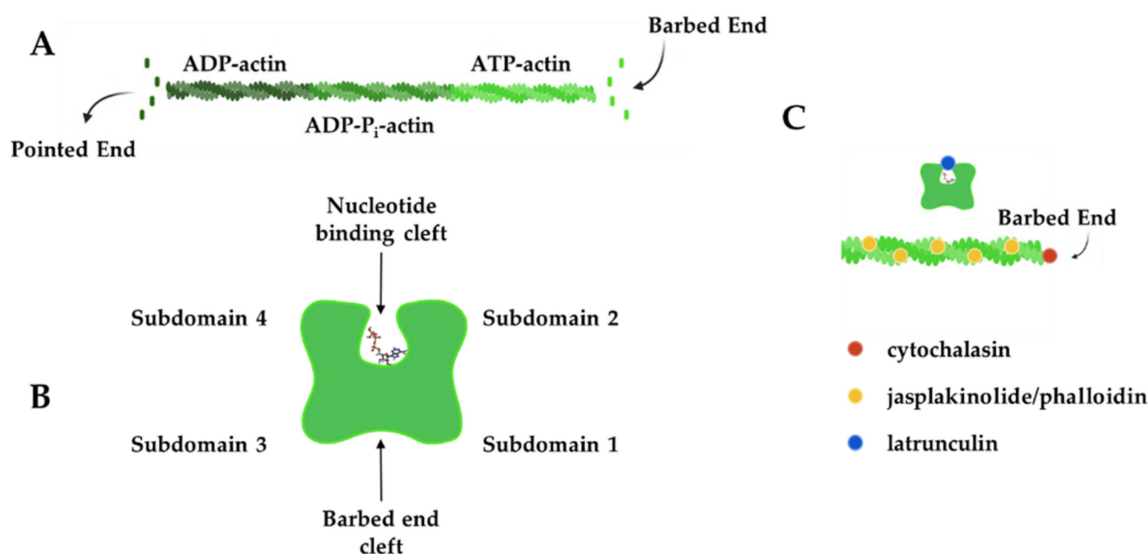 A
Barbed End
ADP-actin
ATP-actin
ADP-Pi-actin
Pointed End
B
Nucleotide
binding cleft
Subdomain 4
Subdomain 2
Subdomain 3
Subdomain 1
Barbed end
cleft
C
Barbed End
cytochalasin
jasplakinolide/phalloidin
latrunculin